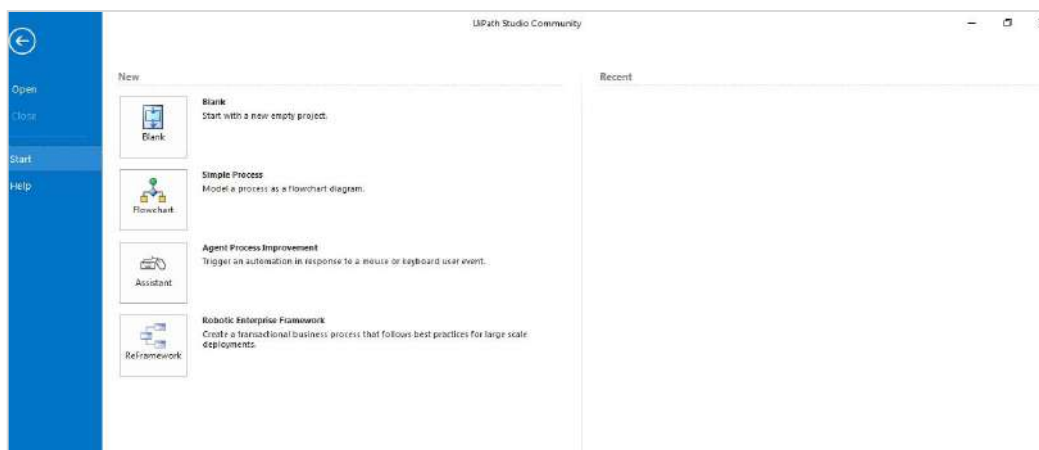 UiPath Studio Community
Open
Close
Start
Help
New
Blank
Blank
Start with a new empty project.
Flowchart
Simple Process
Model a process as a flowchart diagram.
Assistant
Agent Process Improvement
Trigger an automation in response to a mouse or keyboard user event.
ReFramework
Robotic Enterprise Framework
Create a transactional business process that follows best practices for large scale
deployments.
Recent